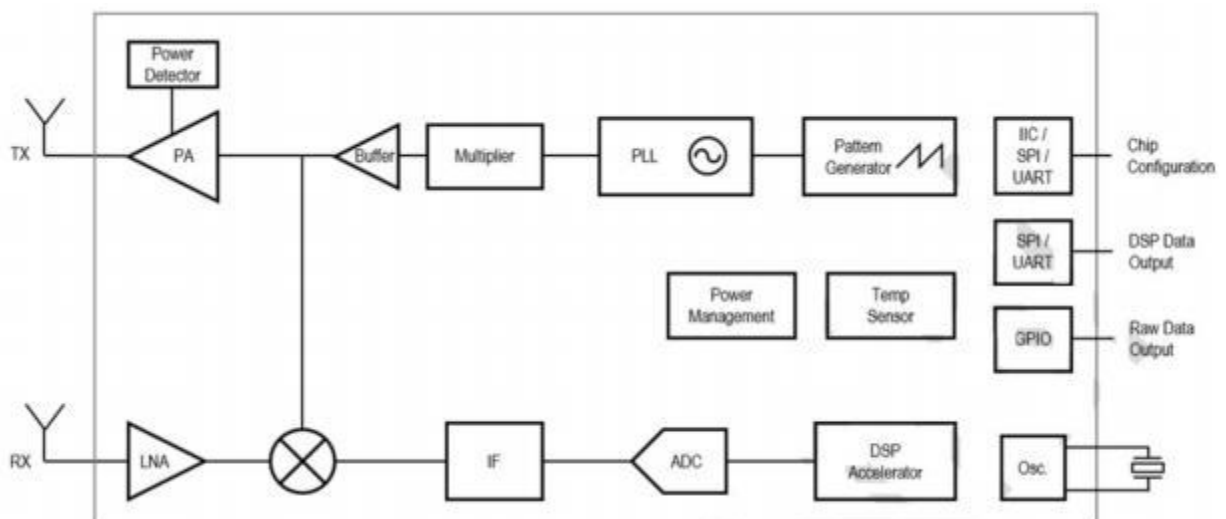 Power
Detector
TX
PA
Buffer
Multiplier
PLL
Pattern
Generator
IIC /
SPI /
UART
Chip
Configuration
SPI /
UART
DSP Data
Output
Power
Management
Temp
Sensor
GPIO
Raw Data
Output
RX
LNA
IF
ADC
DSP
Accelerator
Osc.